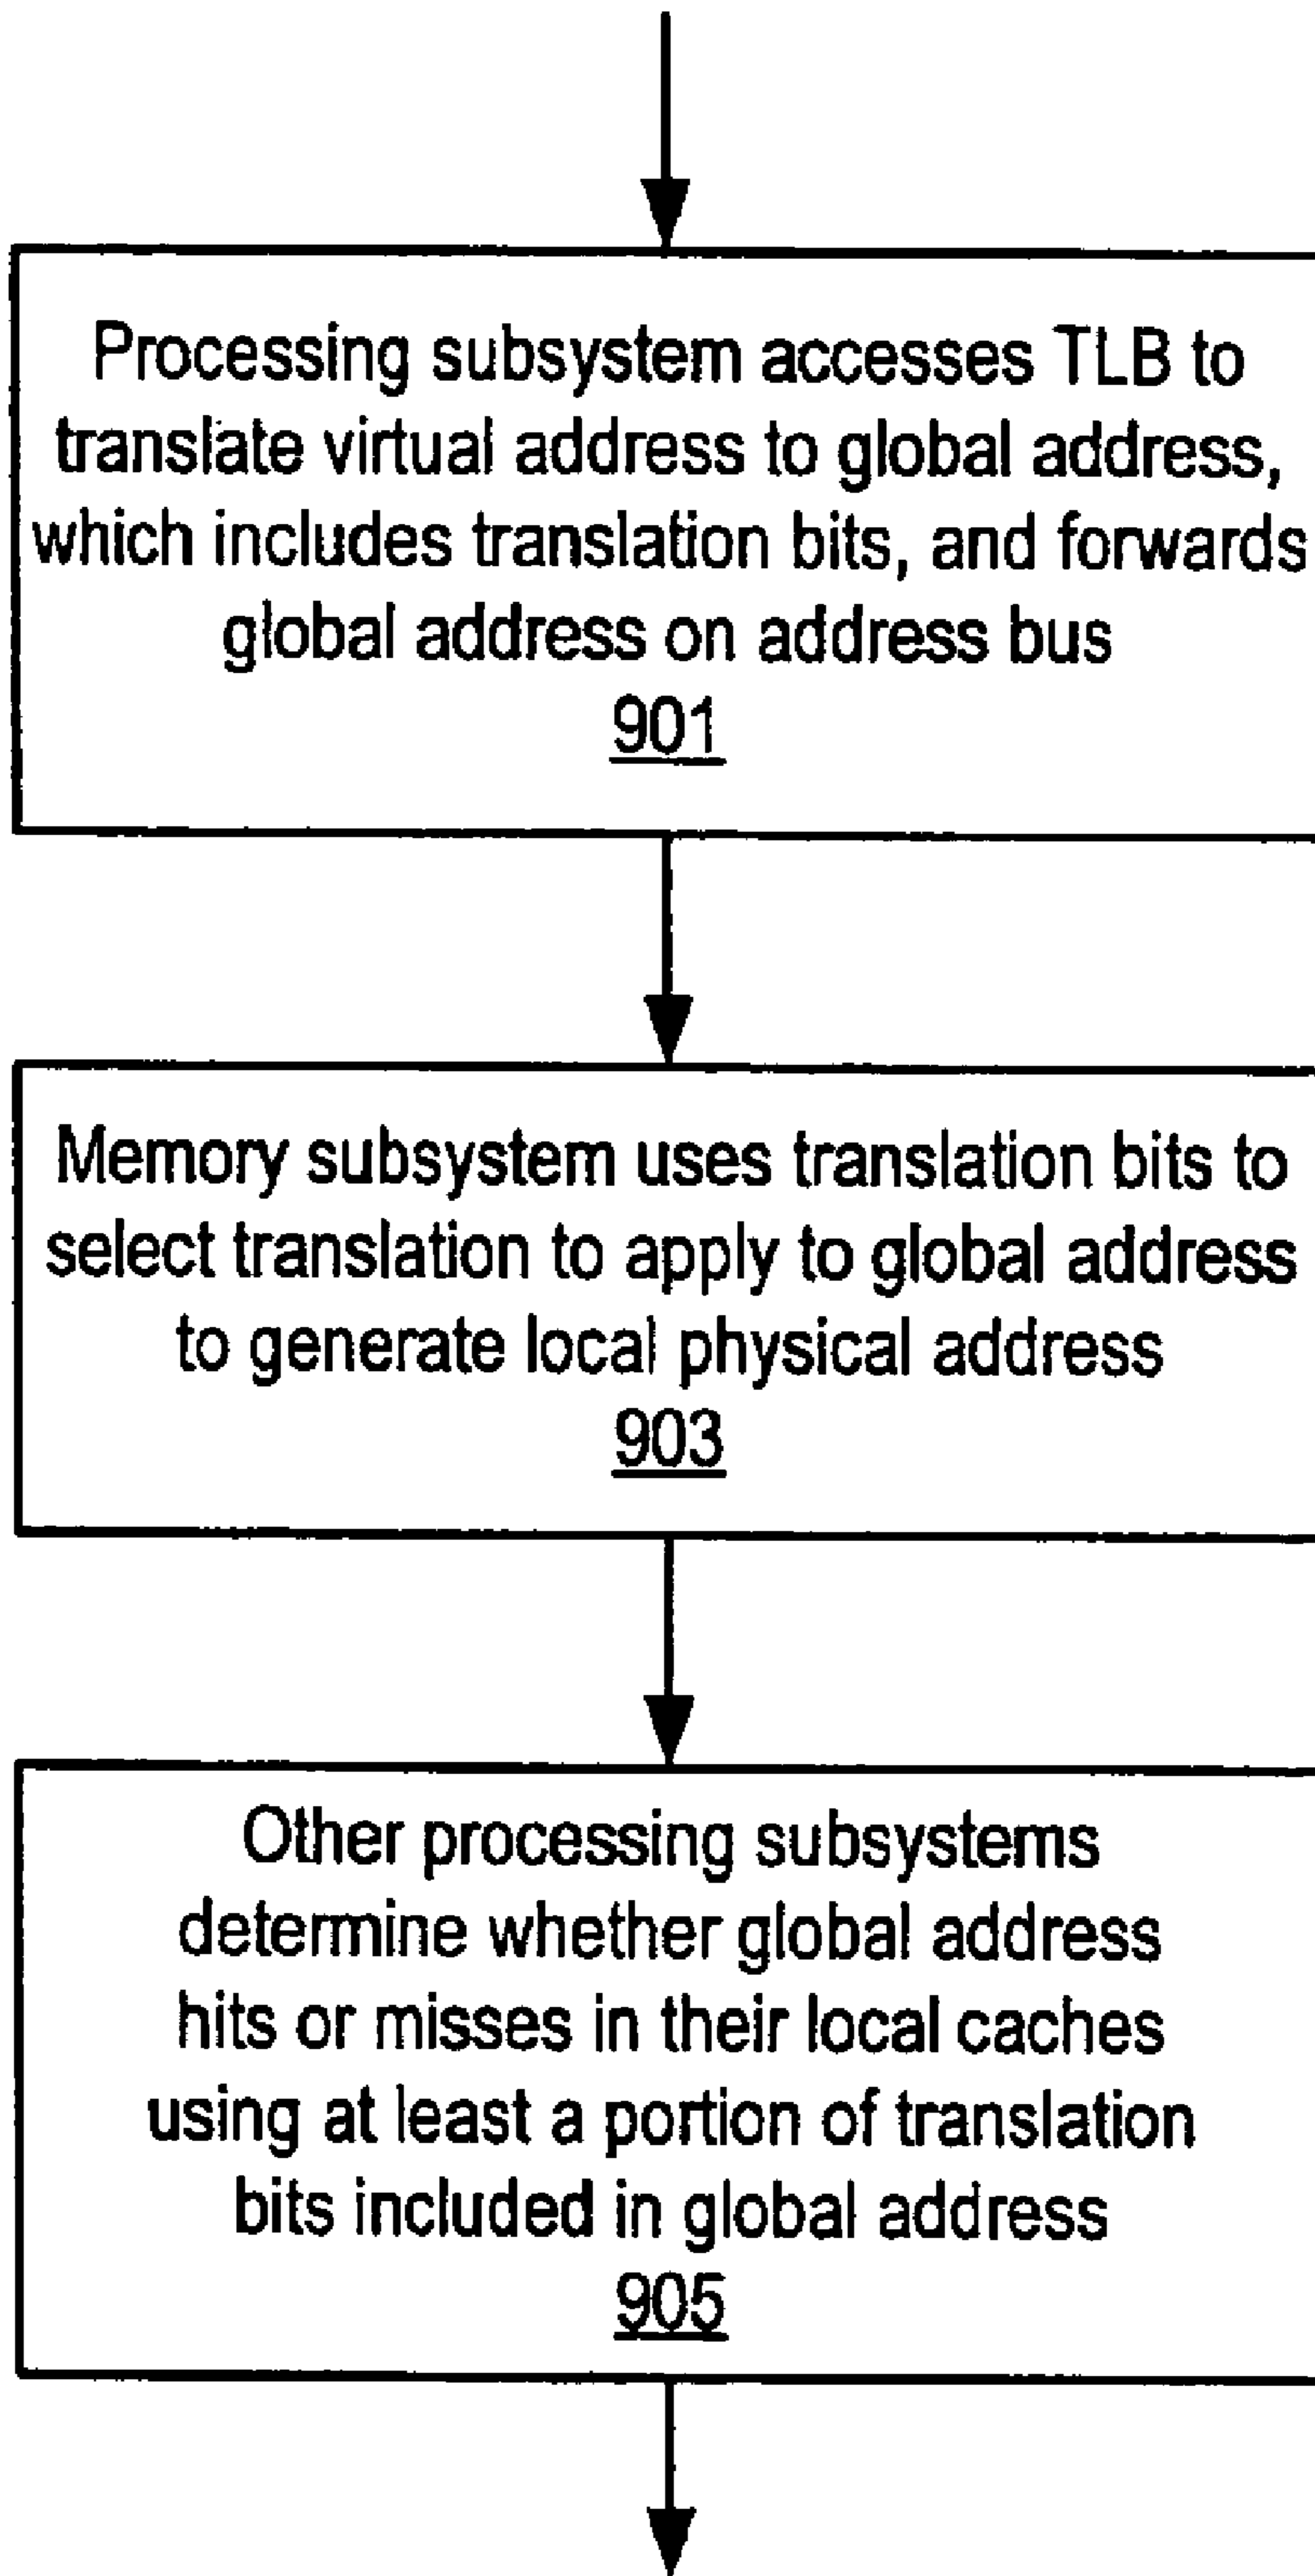 Processing subsystem accesses TLB to
translate virtual address to global address,
which includes translation bits, and forwards
global address on address bus
901
Memory subsystem uses translation bits to
select translation to apply to global address
to generate local physical address
903
Other processing subsystems
determine whether global address
hits or misses in their local caches
using at least a portion of translation
bits included in global address
905